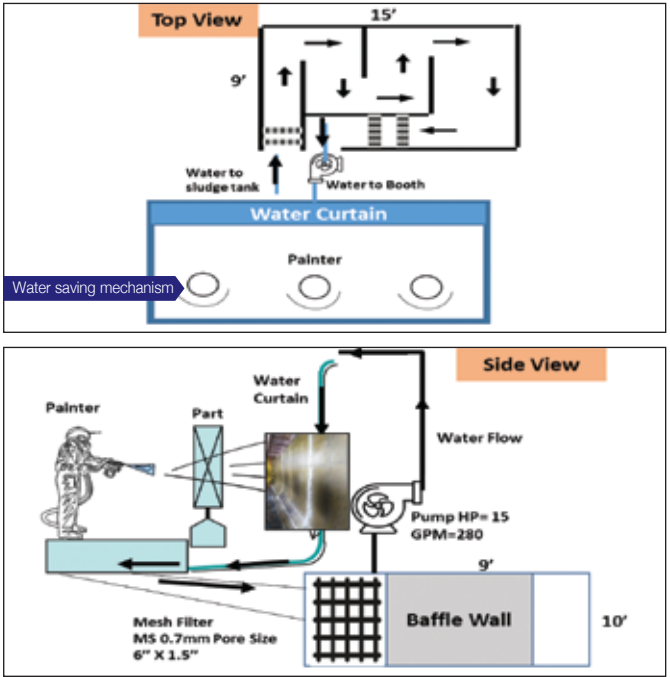 Top View
15'
9'
Water to
sludge tank
Water to Booth
Water Curtain
Painter
Water saving mechanism
Side View
Water
Curtain
Painter
Part
Water Flow
Pump HP= 15
GPM=280
9'
Mesh Filter
MS 0.7mm Pore Size
6" X 1.5"
Baffle Wall
10'